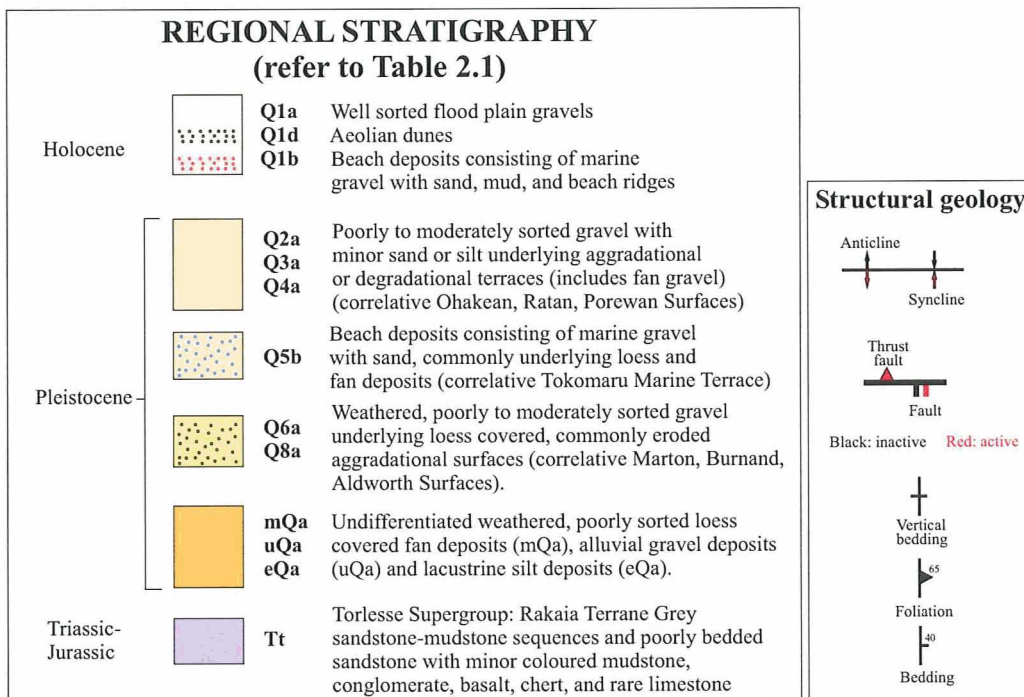 REGIONAL STRATIGRAPHY
(refer to Table 2.1)
Holocene
Q1a Well sorted flood plain gravels
Q1d Aeolian dunes
Q1b Beach deposits consisting of marine
gravel with sand, mud, and beach ridges
Pleistocene
Q2a Poorly to moderately sorted gravel with
Q3a minor sand or silt underlying aggradational
Q4a or degradational terraces (includes fan gravel)
(correlative Ohakean, Ratan, Porewan Surfaces)
Beach deposits consisting of marine gravel
Q5b with sand, commonly underlying loess and
fan deposits (correlative Tokomaru Marine Terrace)
Weathered, poorly to moderately sorted gravel
Q6a underlying loess covered, commonly eroded
Q8a aggradational surfaces (correlative Marton, Burnand,
Aldworth Surfaces).
mQa Undifferentiated weathered, poorly sorted loess
uQa covered fan deposits (mQa), alluvial gravel deposits
eQa (uQa) and lacustrine silt deposits (eQa).
Triassic-
Jurassic
Torlesse Supergroup: Rakaia Terrane Grey
Tt sandstone-mudstone sequences and poorly bedded
sandstone with minor coloured mudstone,
conglomerate, basalt, chert, and rare limestone
Structural geology
Anticline
Syncline
Thrust
fault
Fault
Black: inactive Red: active
Vertical
bedding
65
Foliation
40
Bedding